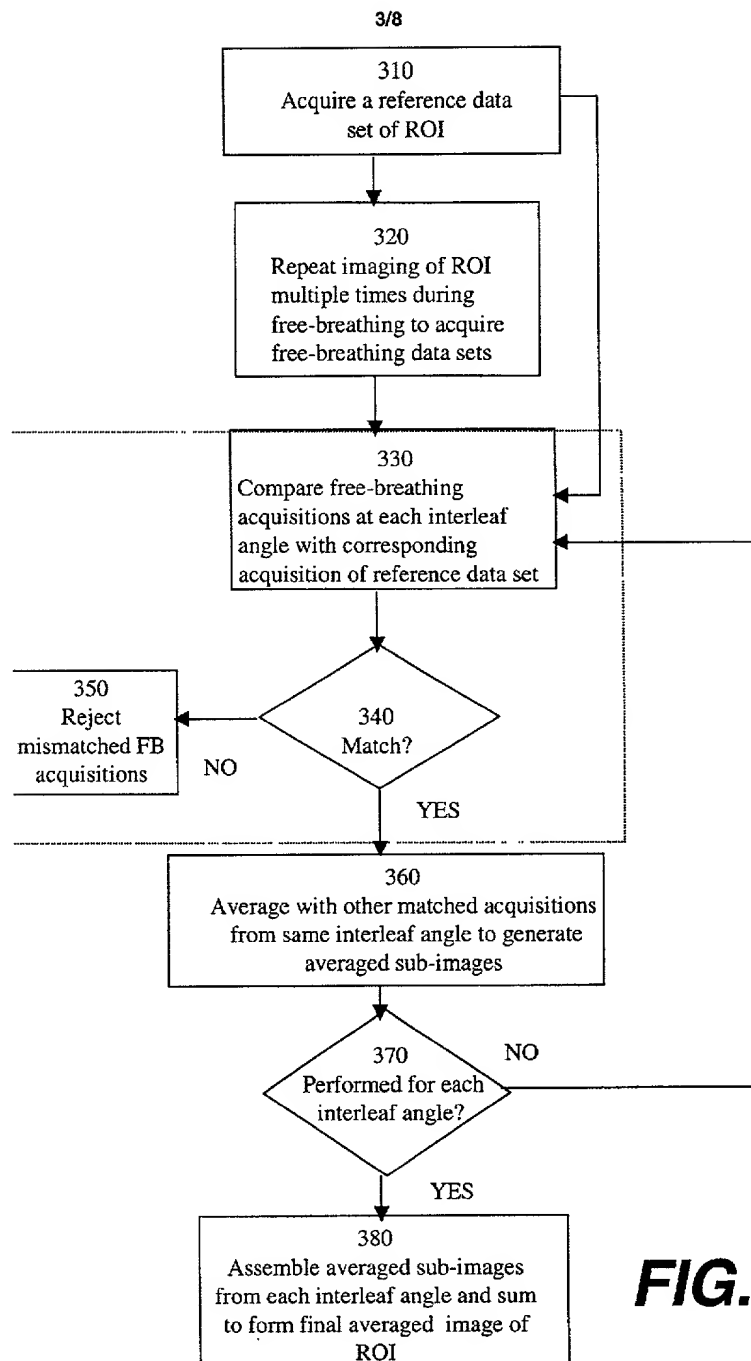 3/8
310
Acquire a reference data
set of ROI
320
Repeat imaging of ROI
multiple times during
free-breathing to acquire
free-breathing data sets
330
Compare free-breathing
acquisitions at each interleaf
angle with corresponding
acquisition of reference data set
340
Match?
350
Reject
mismatched FB
acquisitions
NO
YES
360
Average with other matched acquisitions
from same interleaf angle to generate
averaged sub-images
370
Performed for each
interleaf angle?
NO
YES
380
Assemble averaged sub-images
from each interleaf angle and sum
to form final averaged image of
ROI
FIG.